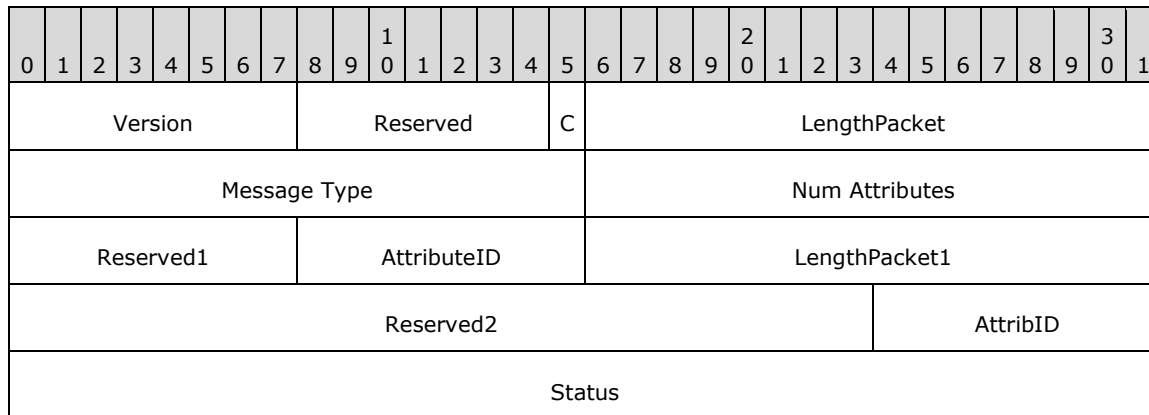 1 2 3
0 1 2 3 4 5 6 7 8 9 0 1 2 3 4 5 6 7 8 9 0 1 2 3 4 5 6 7 8 9 0 1
Version Reserved C LengthPacket
Message Type Num Attributes
Reserved1 AttributeID LengthPacket1
Reserved2 AttribID
Status